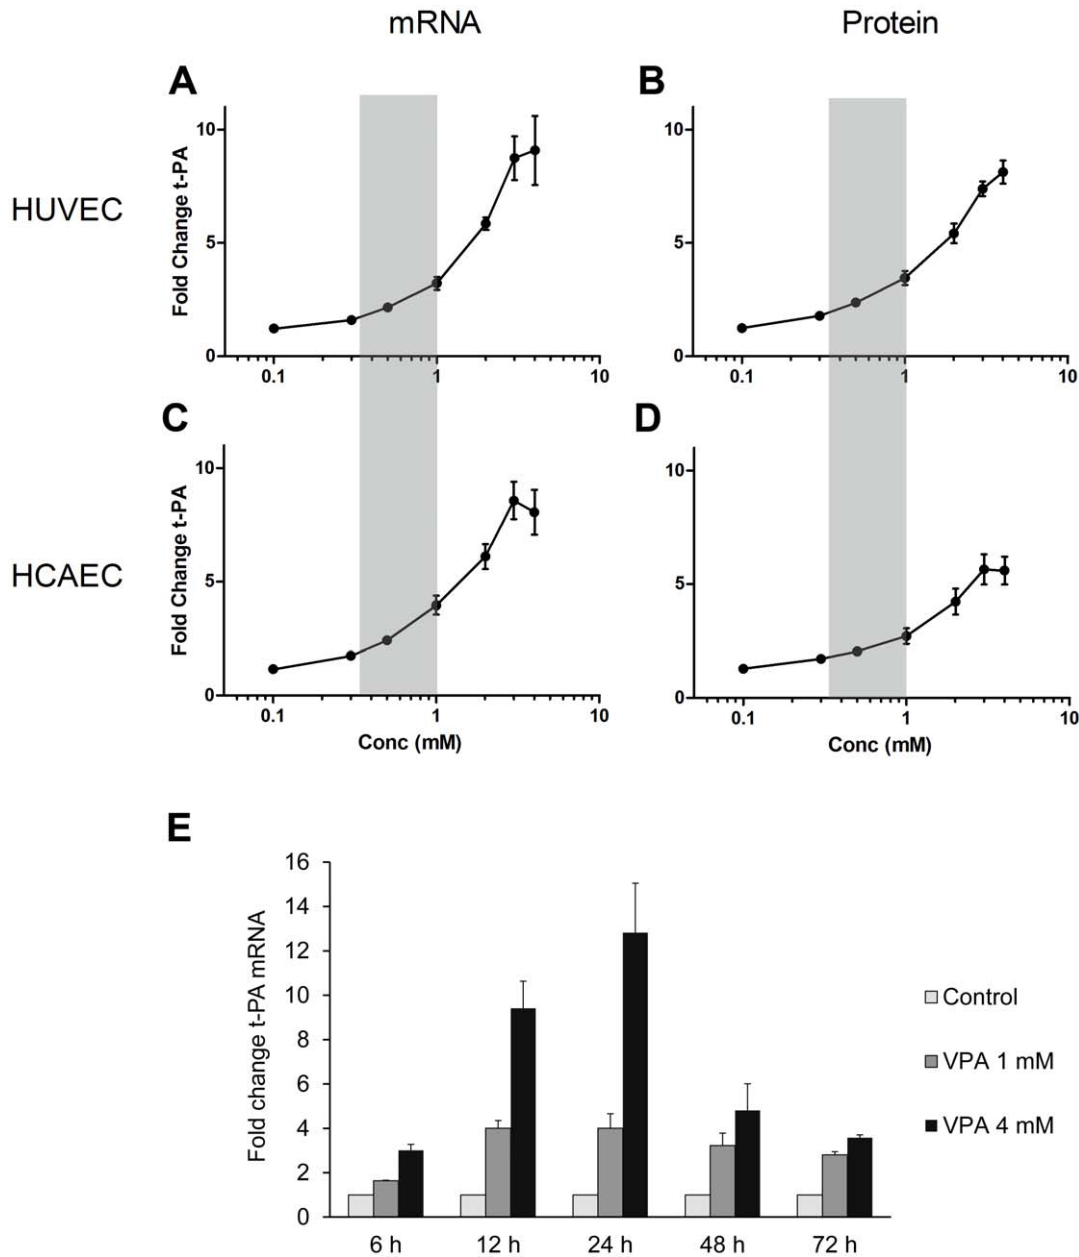 mRNA Protein
A B
10 10
HUVEC
Fold Change t-PA
5 5
0 0
0.1 1 10 0.1 1 10
C D
10 10
HCAEC
Fold Change t-PA
5 5
0 0
0.1 1 10 0.1 1 10
Conc (mM) Conc (mM)
E
Fold change t-PA mRNA
16
14
12
10
8
6
4
2
0
6 h 12 h 24 h 48 h 72 h
Control
VPA 1 mM
VPA 4 mM